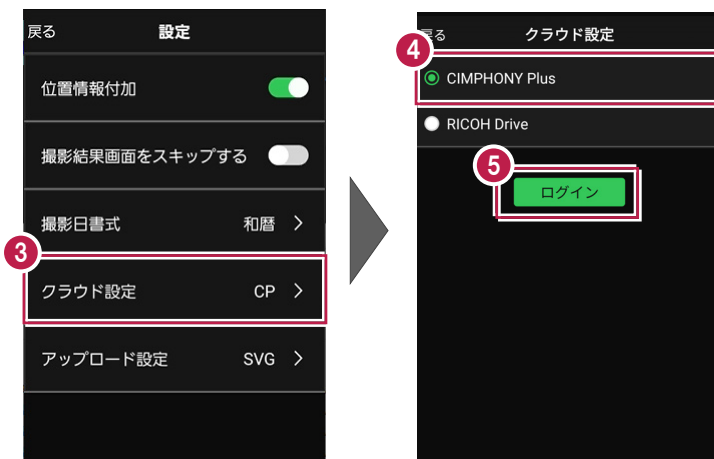 戻る 設定
位置情報付加
撮影結果画面をスキップする
撮影日書式 和暦 >
3
クラウド設定 CP >
アップロード設定 SVG >
戻る クラウド設定
4
CIMPHONY Plus
RICOH Drive
5
ログイン